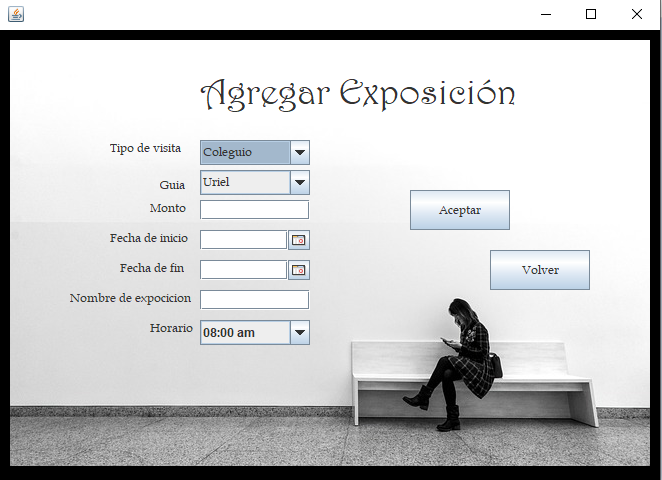 Agregar Exposición
Tipo de visita
Coleguio
Guia
Uriel
Monto
Fecha de inicio
Fecha de fin
Nombre de expocicion
Horario
08:00 am
Aceptar
Volver